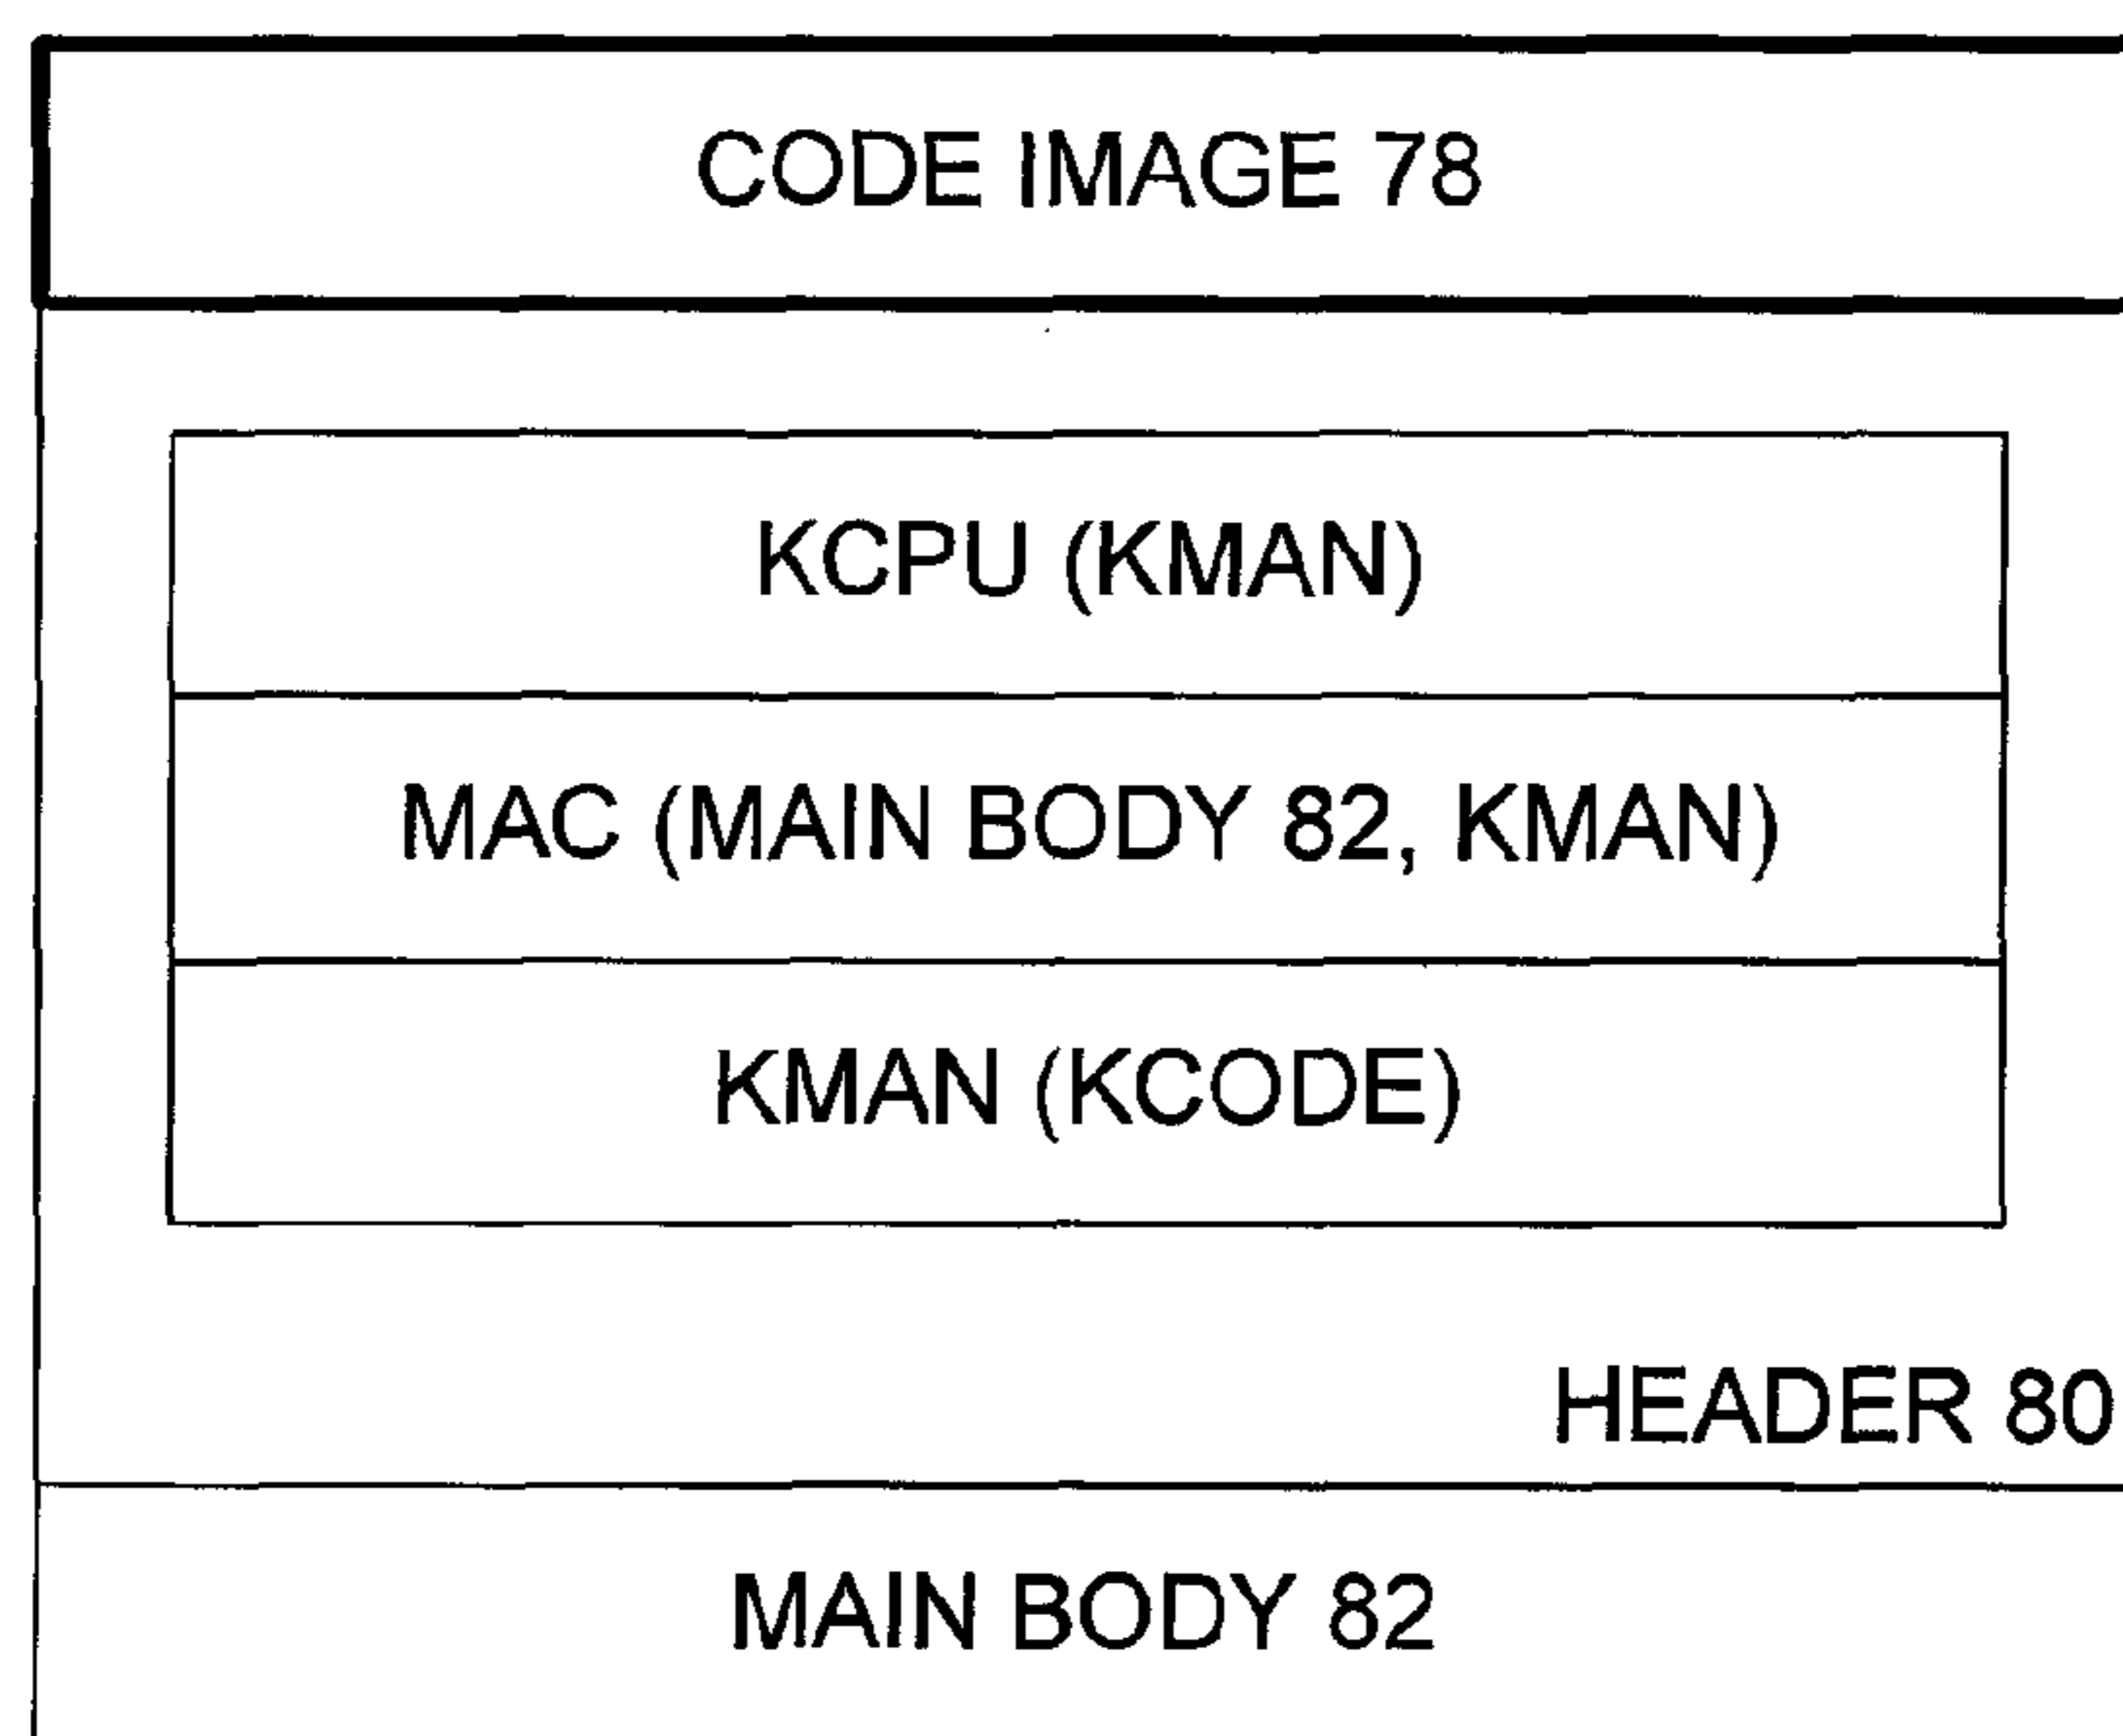 CODE IMAGE 78
KCPU (KMAN)
MAC (MAIN BODY 82, KMAN)
KMAN (KCODE)
HEADER 80
MAIN BODY 82